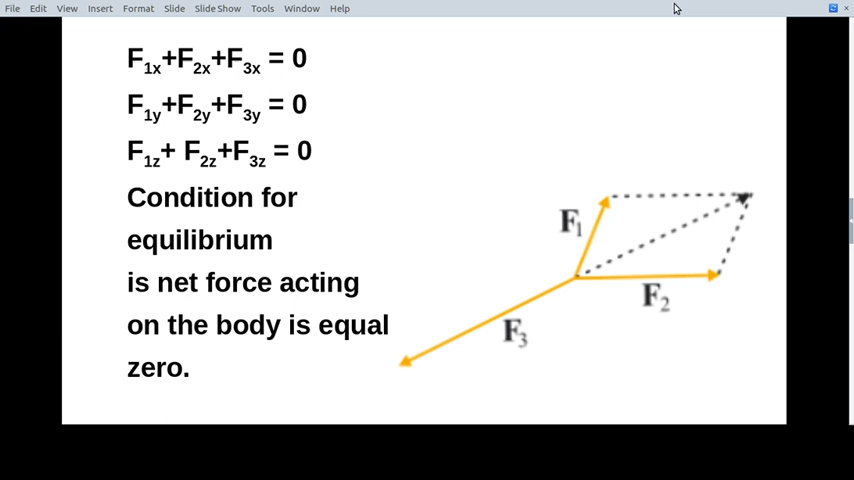 File Edit View Insert Format Slide Slide Show Tools Window Help
F₁ₓ+F₂ₓ+F₃ₓ = 0
F1y+F2y+F3y = 0
F1z+ F2z+F3z = 0
Condition for
equilibrium
is net force acting
on the body is equal
zero.
F₁
F₂
F₃